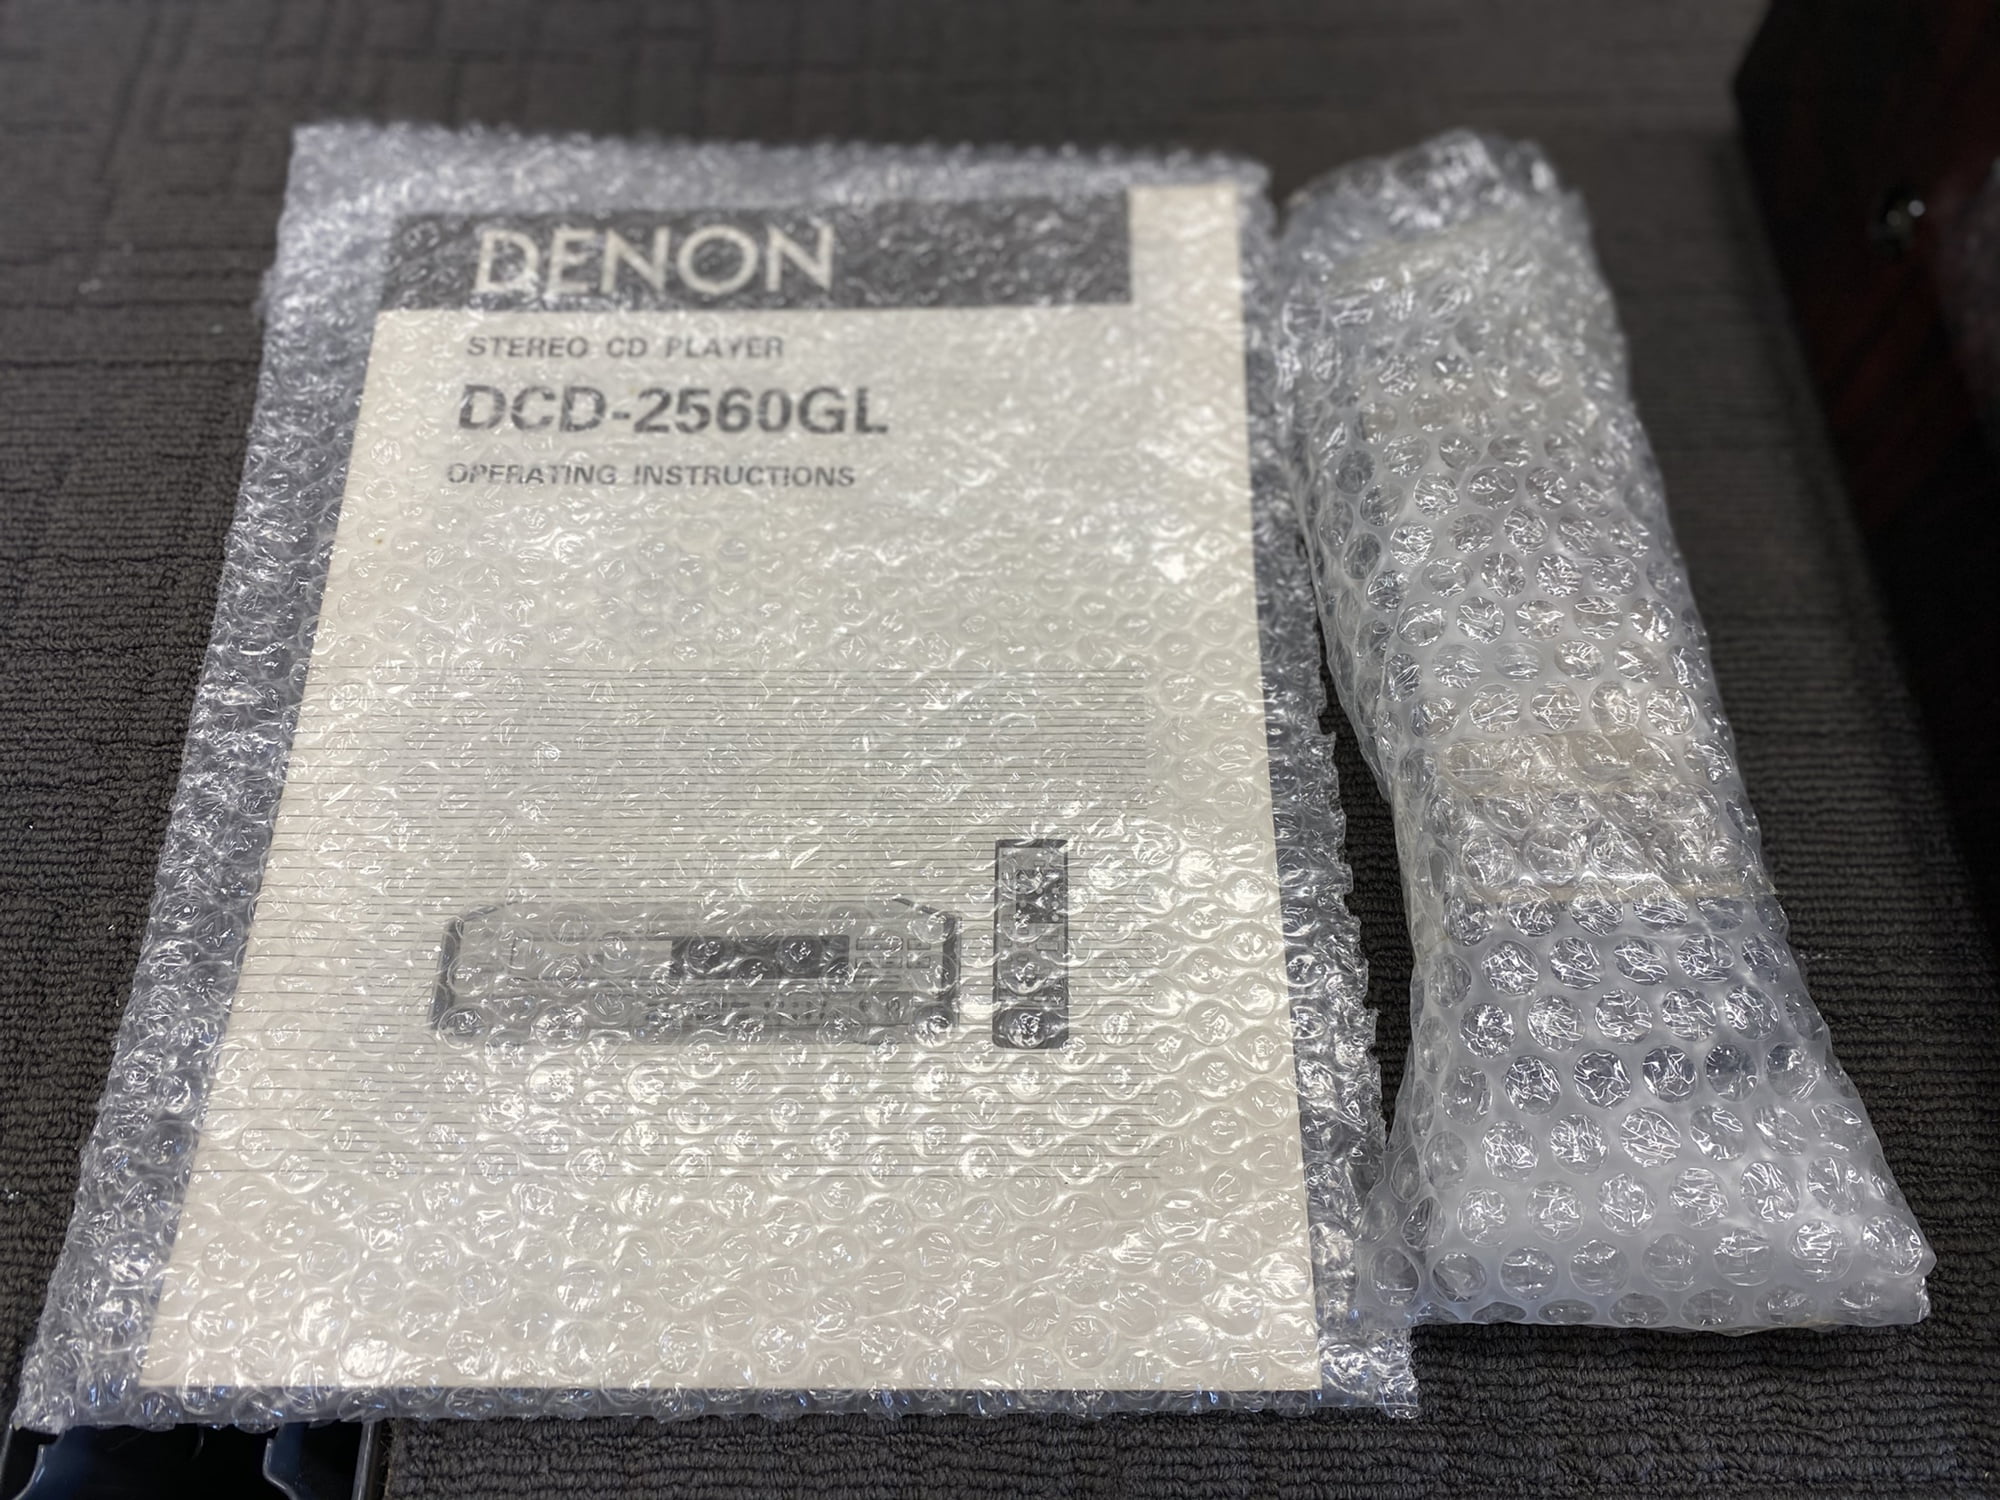 DENON
STEREO CD PLAYER
DCD-2560GL
OPERATING INSTRUCTIONS